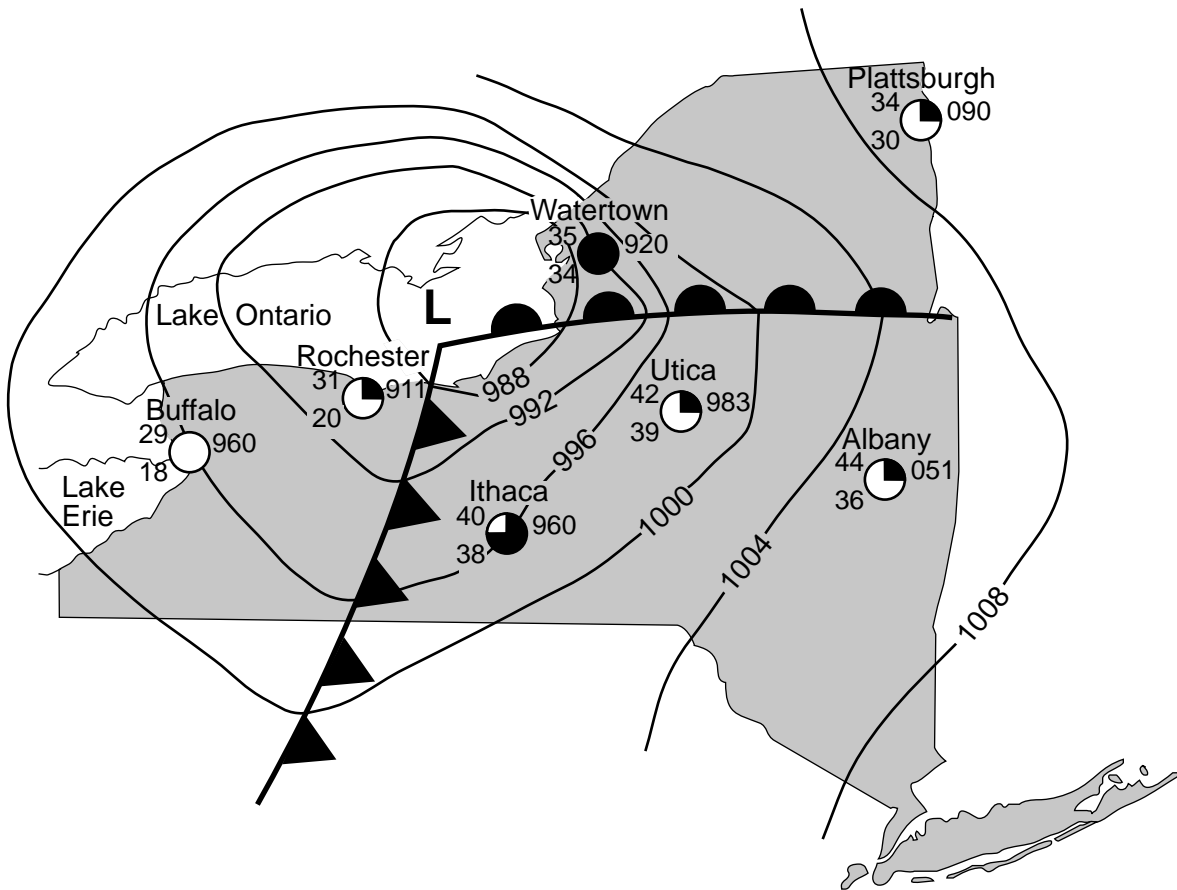 Plattsburgh
34
090
30
Watertown
35
920
34
L
Lake Ontario
Rochester
31
911
20
988
Utica
42
983
39
992
Buffalo
29
960
18
996
Albany
44
051
36
Lake
Erie
Ithaca
40
960
38
1000
1004
1008